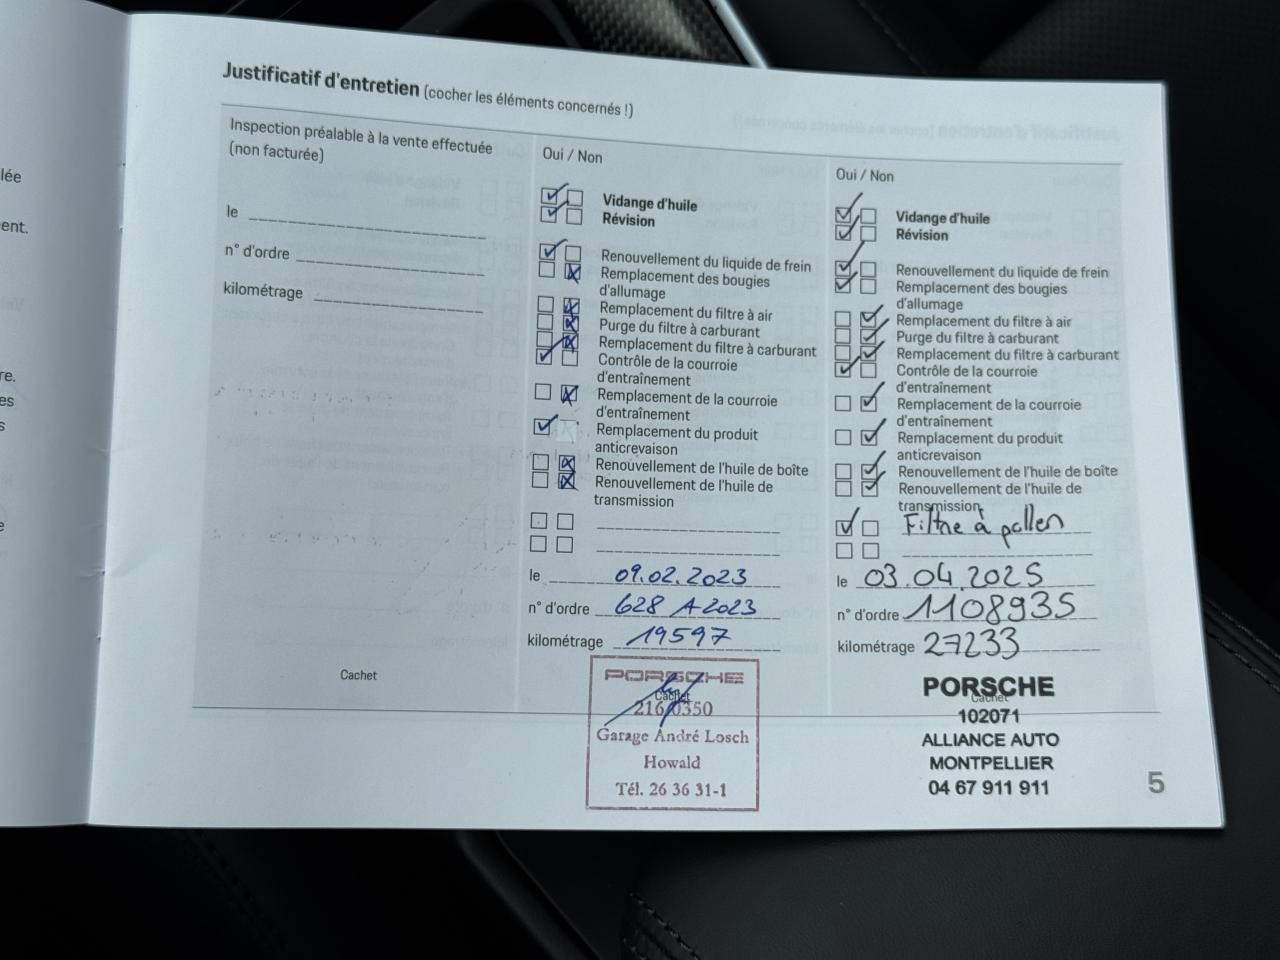 lée
ent.
re.
es
s
e
Justificatif d'entretien (cocher les éléments concernés !)
Inspection préalable à la vente effectuée
(non facturée)
le
n° d'ordre
kilométrage
Cachet
Oui / Non
Vidange d'huile
Révision
Renouvellement du liquide de frein
Remplacement des bougies
d'allumage
Remplacement du filtre à air
Purge du filtre à carburant
Remplacement du filtre à carburant
Contrôle de la courroie
d'entraînement
Remplacement de la courroie
d'entraînement
Remplacement du produit
anticrevaison
Renouvellement de l'huile de boîte
Renouvellement de l'huile de
transmission
le 09.02.2023
n° d'ordre 628 A2023
kilométrage 19597
PORSCHE
Cachet
2160350
Garage André Losch
Howald
Tél. 26 36 31-1
Oui / Non
Vidange d'huile
Révision
Renouvellement du liquide de frein
Remplacement des bougies
d'allumage
Remplacement du filtre à air
Purge du filtre à carburant
Remplacement du filtre à carburant
Contrôle de la courroie
d'entraînement
Remplacement de la courroie
d'entraînement
Remplacement du produit
anticrevaison
Renouvellement de l'huile de boîte
Renouvellement de l'huile de
transmission
Filtre à pollen
le 03.04.2025
n° d'ordre 1108935
kilométrage 27233
PORSCHE
Cachet
102071
ALLIANCE AUTO
MONTPELLIER
04 67 911 911
5